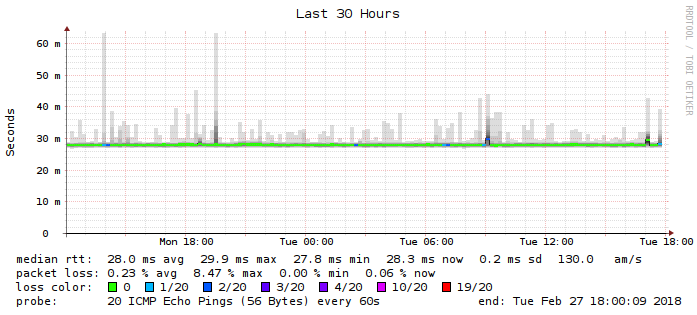 Last 30 Hours
RRDTOOL / TOBI OETIKER
Seconds
60 m
50 m
40 m
30 m
20 m
10 m
0
Mon 18:00 Tue 00:00 Tue 06:00 Tue 12:00 Tue 18:00
median rtt: 28.0 ms avg 29.9 ms max 27.8 ms min 28.3 ms now 0.2 ms sd 130.0 am/s
packet loss: 0.23 % avg 8.47 % max 0.00 % min 0.06 % now
loss color: 0 1/20 2/20 3/20 4/20 10/20 19/20
probe: 20 ICMP Echo Pings (56 Bytes) every 60s end: Tue Feb 27 18:00:09 2018